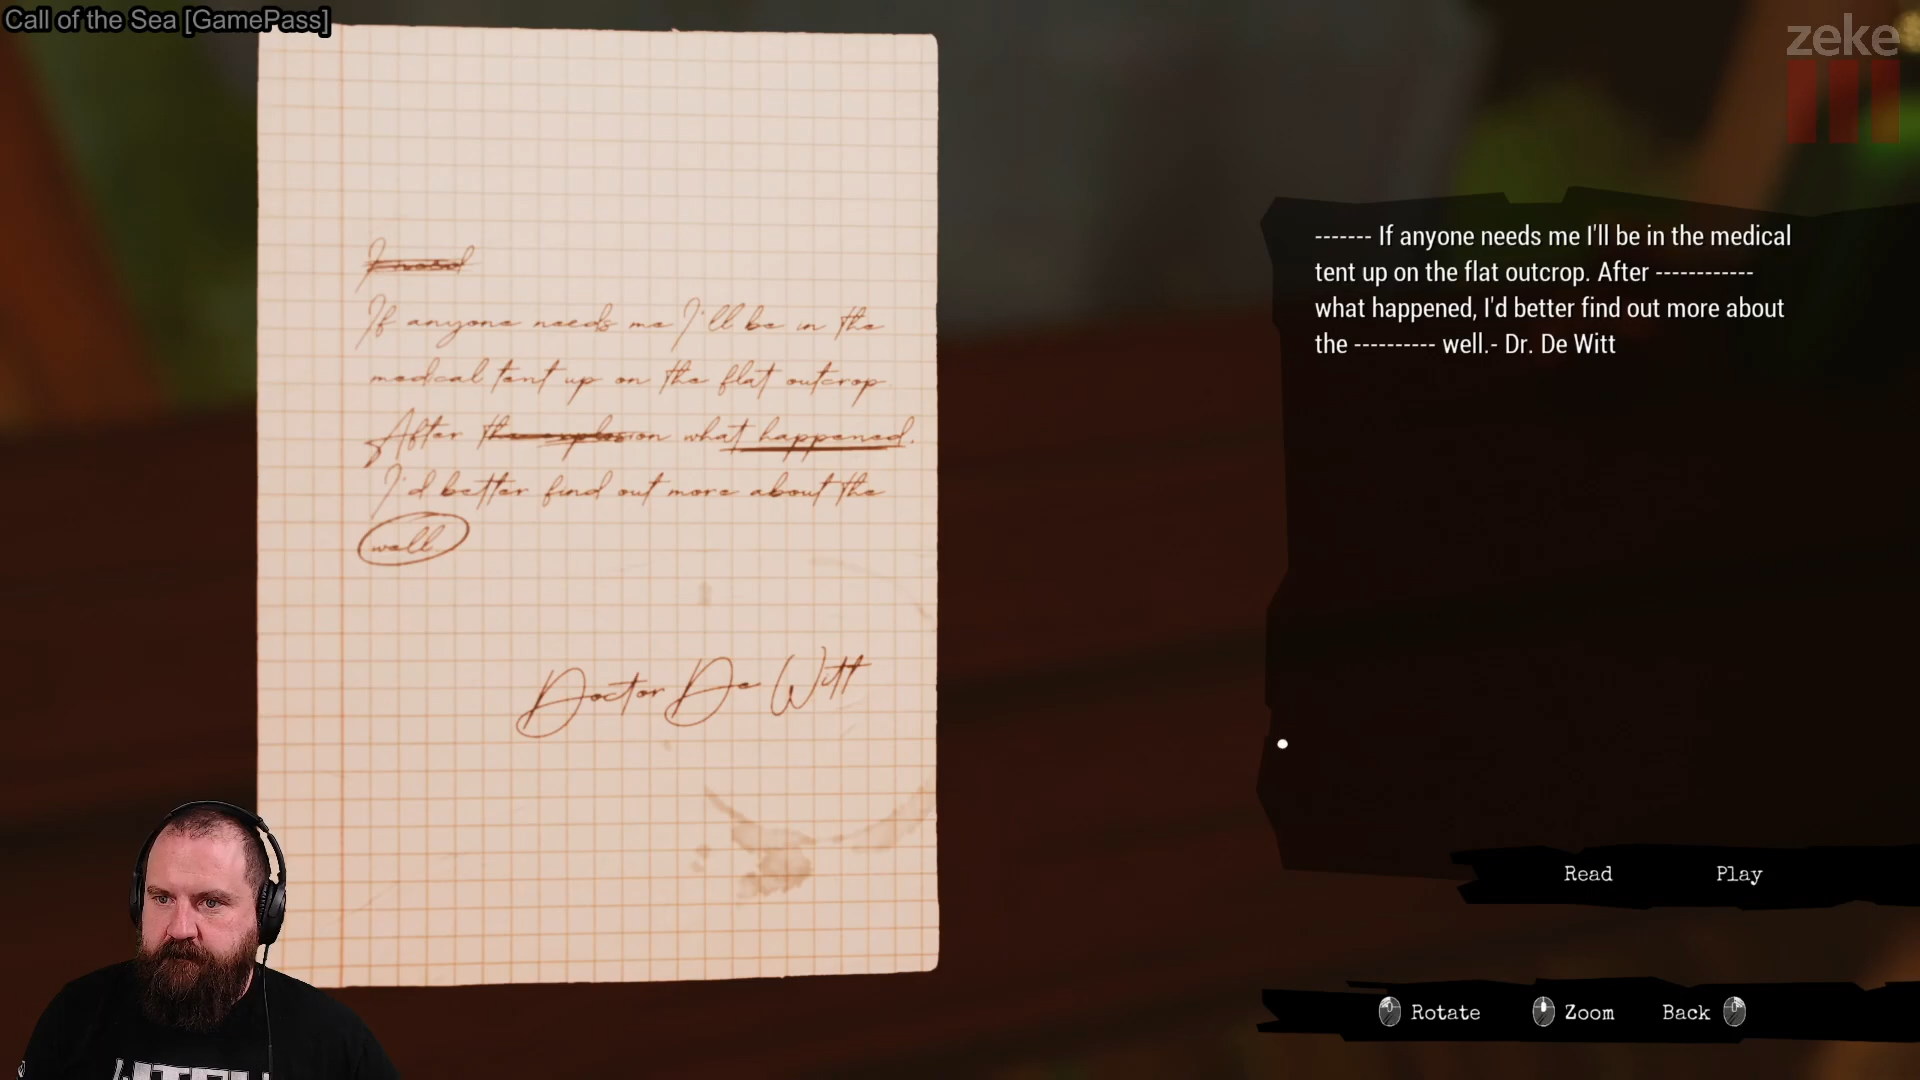 Call of the Sea [GamePass]
zeke
I need
If anyone needs me I'll be in the
medical tent up on the flat outcrop
After the explosion what happened.
I'd better find out more about the
well
Doctor De Witt
------- If anyone needs me I'll be in the medical
tent up on the flat outcrop. After ------------
what happened, I'd better find out more about
the ---------- well.- Dr. De Witt
Read Play
Rotate Zoom Back